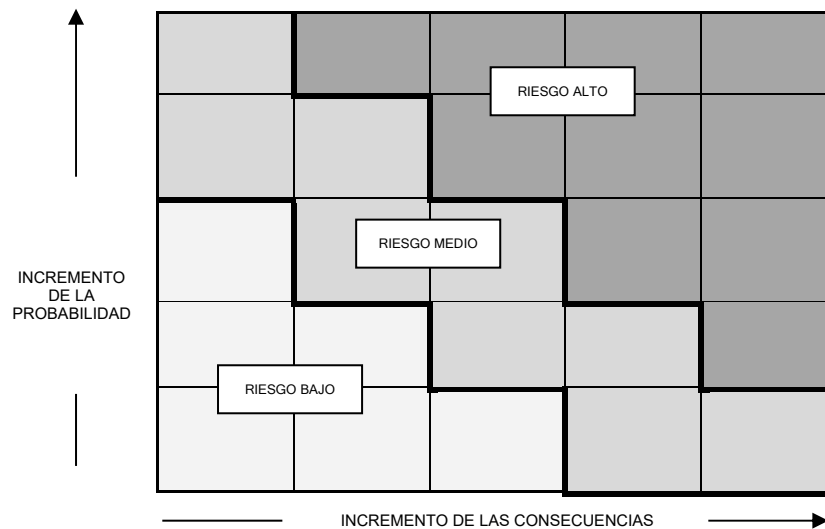 RIESGO ALTO
RIESGO MEDIO
INCREMENTO
DE LA
PROBABILIDAD
RIESGO BAJO
INCREMENTO DE LAS CONSECUENCIAS